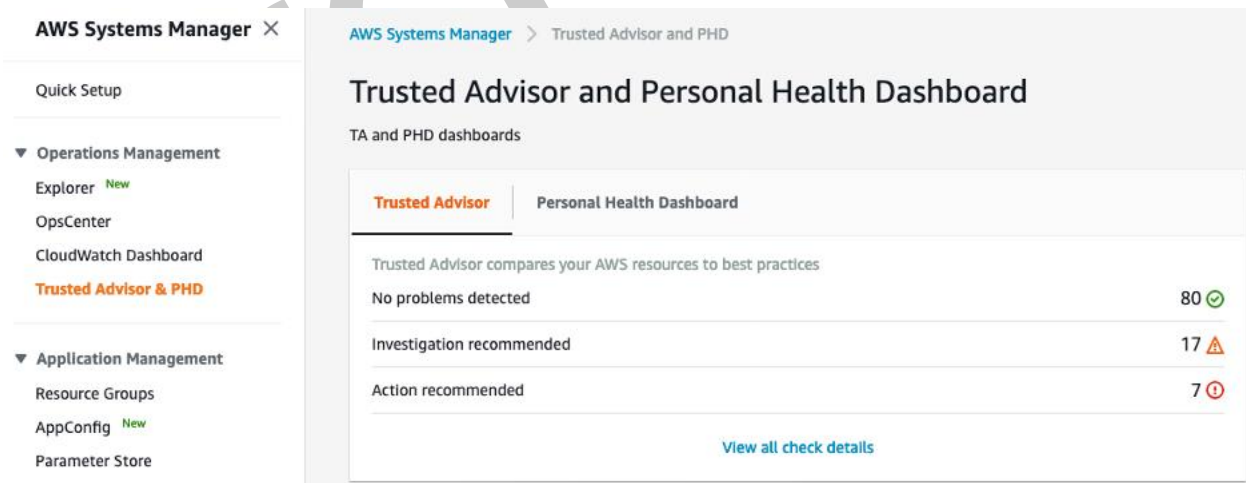 AWS Systems Manager ×
Quick Setup
▼ Operations Management
Explorer New
OpsCenter
CloudWatch Dashboard
Trusted Advisor & PHD
▼ Application Management
Resource Groups
AppConfig New
Parameter Store
AWS Systems Manager > Trusted Advisor and PHD
Trusted Advisor and Personal Health Dashboard
TA and PHD dashboards
Trusted Advisor | Personal Health Dashboard
Trusted Advisor compares your AWS resources to best practices
No problems detected 80
Investigation recommended 17
Action recommended 7
View all check details